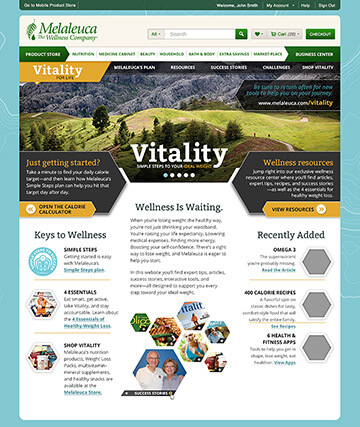 Go to Mobile Product Store
Welcome, John Smith
My Account
Help
Sign Out
Melaleuca
The Wellness Company
All
Search
Cart (26)
CHECKOUT
PRODUCT STORE
NUTRITION
MEDICINE CABINET
BEAUTY
HOUSEHOLD
BATH & BODY
EXTRA SAVINGS
MARKET PLACE
BUSINESS CENTER
Vitality
FOR LIFE
MELALEUCA'S PLAN
RESOURCES
SUCCESS STORIES
CHALLENGES
SHOP VITALITY
Be sure to return often for new
tools to help you on your journey.
www.melaleuca.com/vitality
Vitality
SIMPLE STEPS TO YOUR IDEAL WEIGHT
Just getting started?
Take a minute to find your daily calorie
target—and then learn how Melaleuca's
Simple Steps plan can help you hit that
target day after day.
OPEN THE CALORIE
CALCULATOR
Wellness resources
Jump right into our exclusive wellness
resource center where you'll find articles,
expert tips, recipes, and success stories
—as well as the 4 essentials for
healthy weight loss.
VIEW RESOURCES
Keys to Wellness
SIMPLE STEPS
Getting started is easy
with Melaleuca's
Simple Steps plan.
4 ESSENTIALS
Eat smart, get active,
take Vitality, and stay
accountable. Learn about
the 4 Essentials of
Healthy Weight Loss.
SHOP VITALITY
Melaleuca's nutrition
products, Weight Loss
Packs, multivitamin-
mineral supplements,
and healthy snacks are
available at the
Melaleuca Store.
Wellness Is Waiting.
When you're losing weight the healthy way,
you're not just shrinking your waistband.
You're raising your life expectancy. Lowering
medical expenses. Finding more energy.
Boosting your self-confidence. There's a right
way to lose weight, and Melaleuca is eager to
help you start.
In this website you'll find expert tips, articles,
success stories, interactive tools, and
more—all designed to support you every
step toward your ideal weight.
SUCCESS STORIES
Recently Added
OMEGA 3
The supernutrient
you're probably missing.
Read the Article
400 CALORIE RECIPES
A flavorful spin on
classic dishes for tasty,
comfort-style food that will
satisfy the entire family.
See Recipes
6 HEALTH &
FITNESS APPS
Tools to help you get in
shape, lose weight, eat
healthier. View Apps